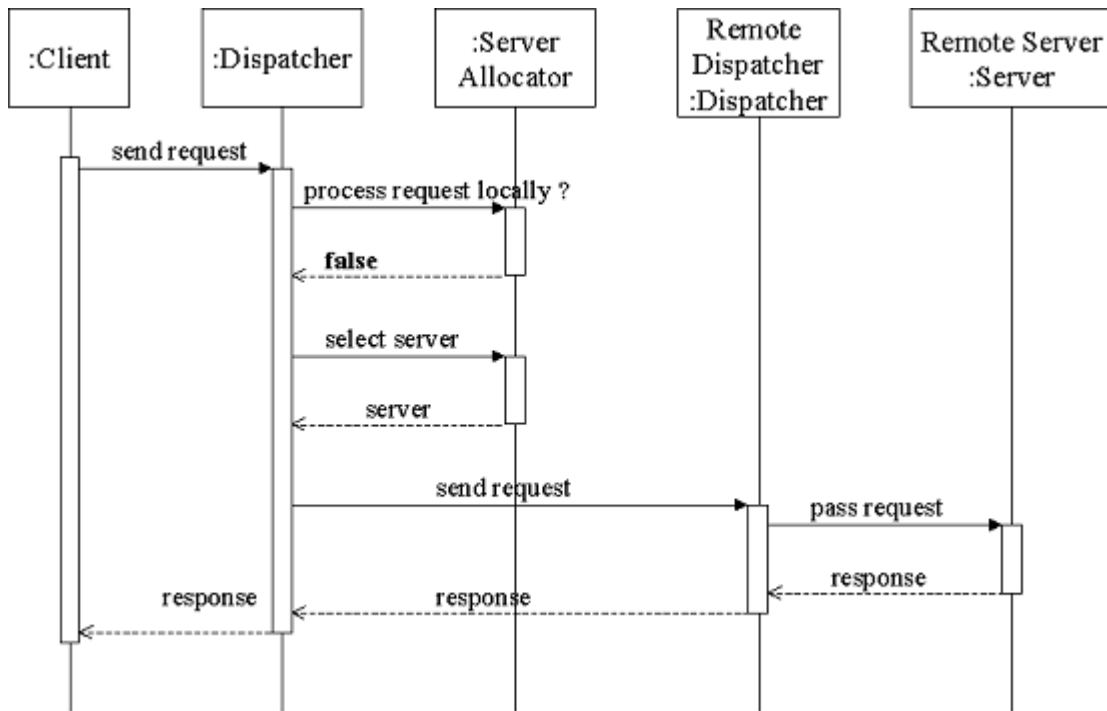 :Client
:Dispatcher
:Server
Allocator
Remote
Dispatcher
:Dispatcher
Remote Server
:Server
send request
process request locally ?
false
select server
server
send request
pass request
response
response
response